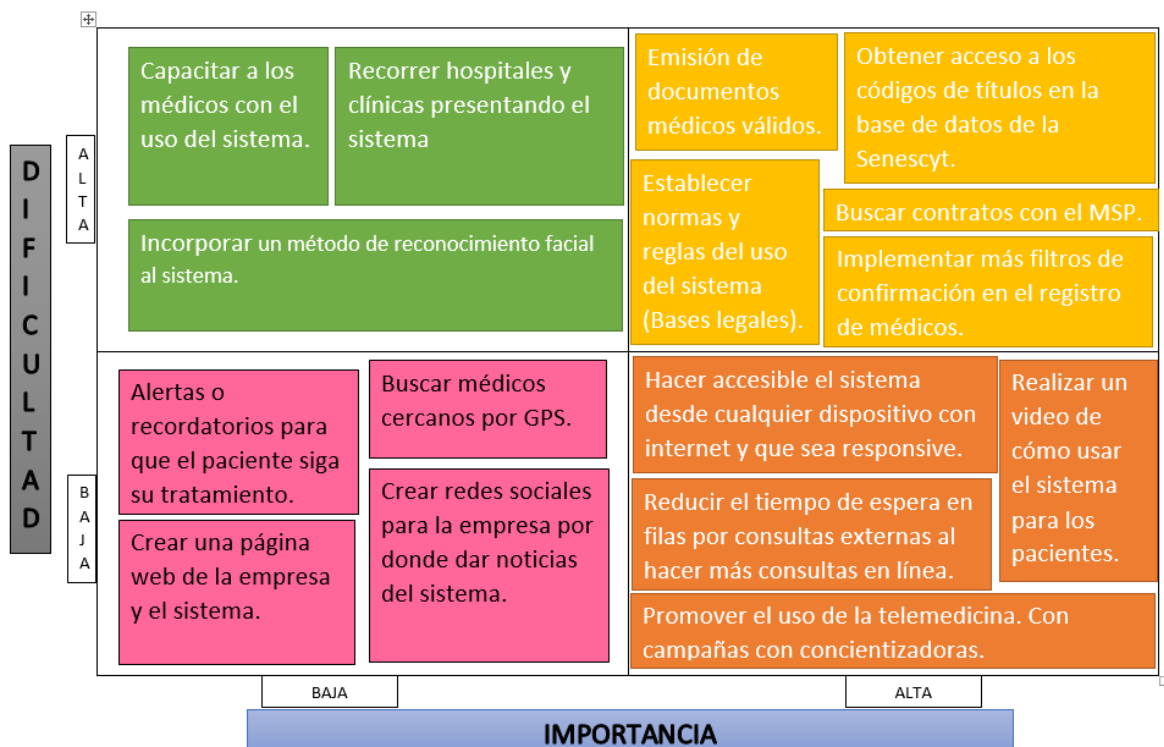 Capacitar a los
médicos con el
uso del sistema.
Recorrer hospitales y
clínicas presentando el
sistema
Incorporar un método de reconocimiento facial
al sistema.
Emisión de
documentos
médicos válidos.
Obtener acceso a los
códigos de títulos en la
base de datos de la
Senescyt.
Establecer
normas y
reglas del uso
del sistema
(Bases legales).
Buscar contratos con el MSP.
Implementar más filtros de
confirmación en el registro
de médicos.
DIFICULTAD
ALTA
BAJA
Alertas o
recordatorios para
que el paciente siga
su tratamiento.
Buscar médicos
cercanos por GPS.
Crear una página
web de la empresa
y el sistema.
Crear redes sociales
para la empresa por
donde dar noticias
del sistema.
Hacer accesible el sistema
desde cualquier dispositivo con
internet y que sea responsive.
Realizar un
video de
cómo usar
el sistema
para los
pacientes.
Reducir el tiempo de espera en
filas por consultas externas al
hacer más consultas en línea.
Promover el uso de la telemedicina. Con
campañas con concientizadoras.
BAJA
ALTA
IMPORTANCIA